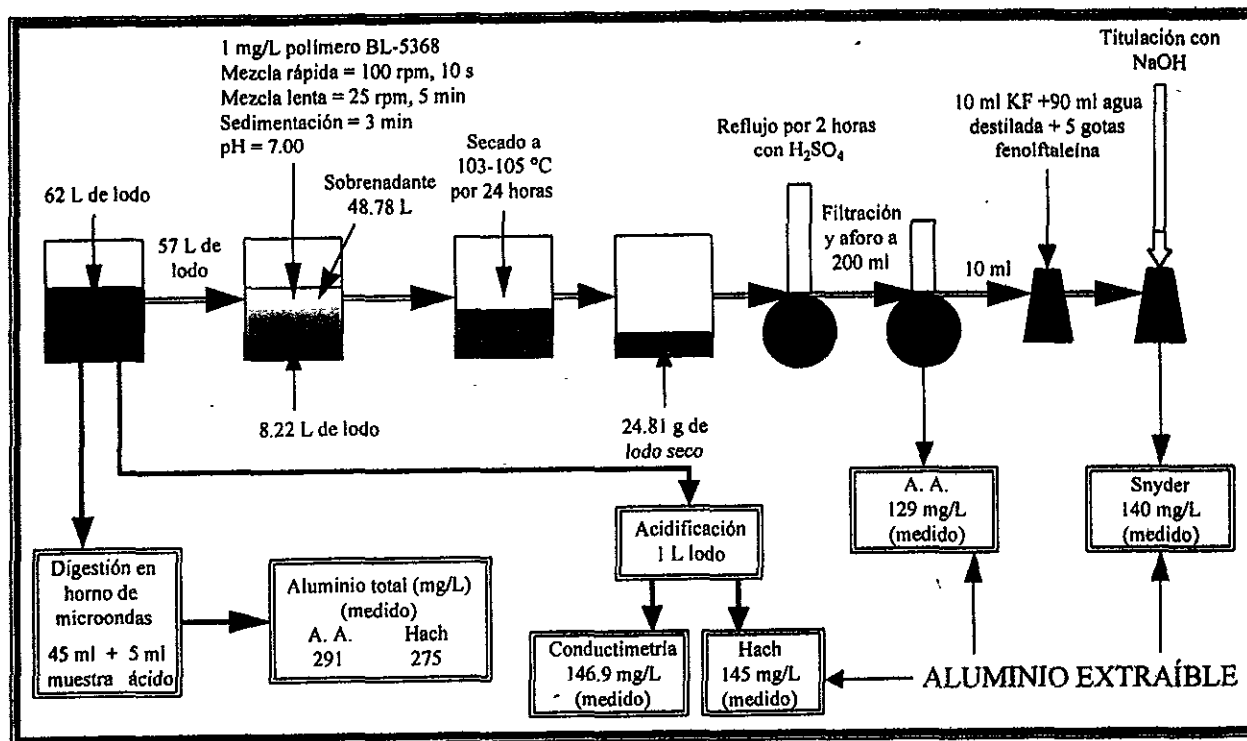 1 mg/L polímero BL-5368
Mezcla rápida = 100 rpm, 10 s
Mezcla lenta = 25 rpm, 5 min
Sedimentación = 3 min
pH = 7.00
Titulación con
NaOH
10 ml KF +90 ml agua
destilada + 5 gotas
fenolftaleína
Reflujo por 2 horas
con H₂SO₄
Secado a
103-105 °C
por 24 horas
Sobrenadante
48.78 L
62 L de lodo
57 L de
lodo
Filtración
y aforo a
200 ml
10 ml
8.22 L de lodo
24.81 g de
lodo seco
A. A.
129 mg/L
(medido)
Snyder
140 mg/L
(medido)
Acidificación
1 L lodo
Digestión en
horno de
microondas
45 ml + 5 ml
muestra ácido
Aluminio total (mg/L)
(medido)
A. A. Hach
291 275
Conductimetría
146.9 mg/L
(medido)
Hach
145 mg/L
(medido)
ALUMINIO EXTRAÍBLE